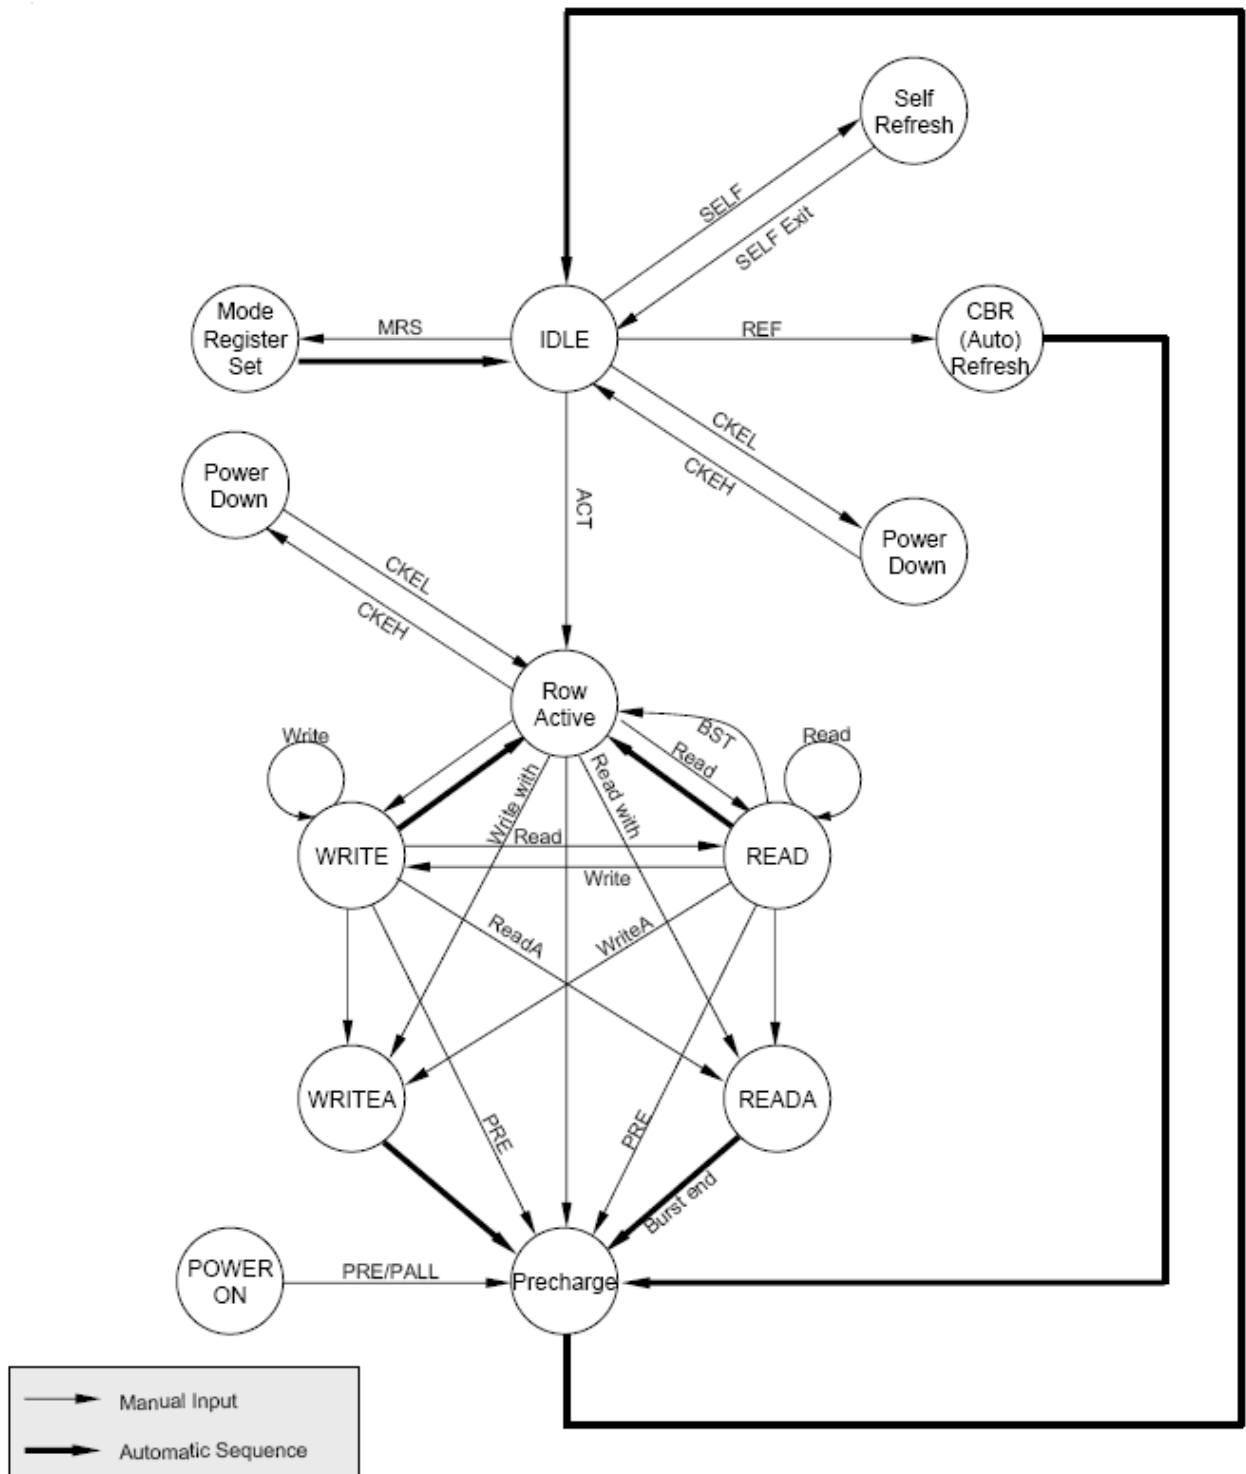 Self
Refresh
SELF
SELF Exit
Mode
Register
Set
MRS
IDLE
REF
CBR
(Auto)
Refresh
CKEL
CKEH
Power
Down
ACT
Power
Down
CKEL
CKEH
Row
Active
BST
Read
Write
Read
Write with
Read with
WRITE
Read
Write
READ
ReadA
WriteA
WRITEA
READA
PRE
PRE
Burst end
POWER
ON
PRE/PALL
Precharge
Manual Input
Automatic Sequence